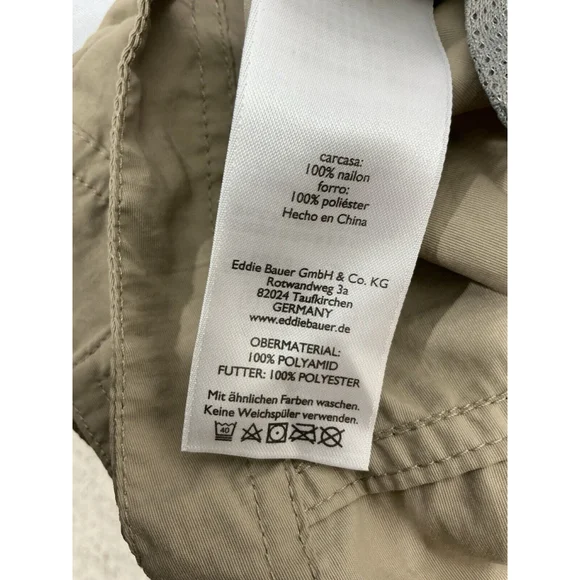 carcasa:
100% nailon
forro:
100% poliéster
Hecho en China
Eddie Bauer GmbH & Co. KG
Rotwandweg 3a
82024 Taufkirchen
GERMANY
www.eddiebauer.de
OBERMATERIAL:
100% POLYAMID
FUTTER: 100% POLYESTER
Mit ähnlichen Farben waschen.
Keine Weichspüler verwenden.
40